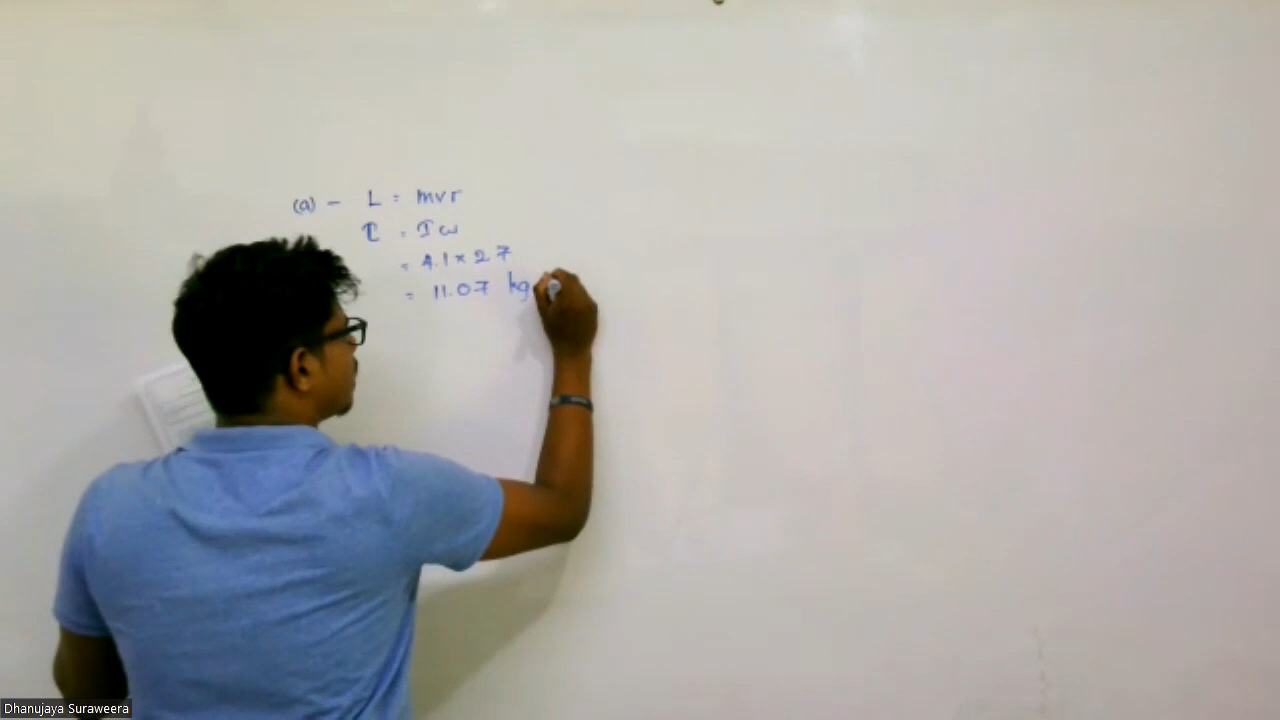 (a) - L = mvr
L = Iω
= 4.1 × 2.7
= 11.07 kg
Dhanujaya Suraweera